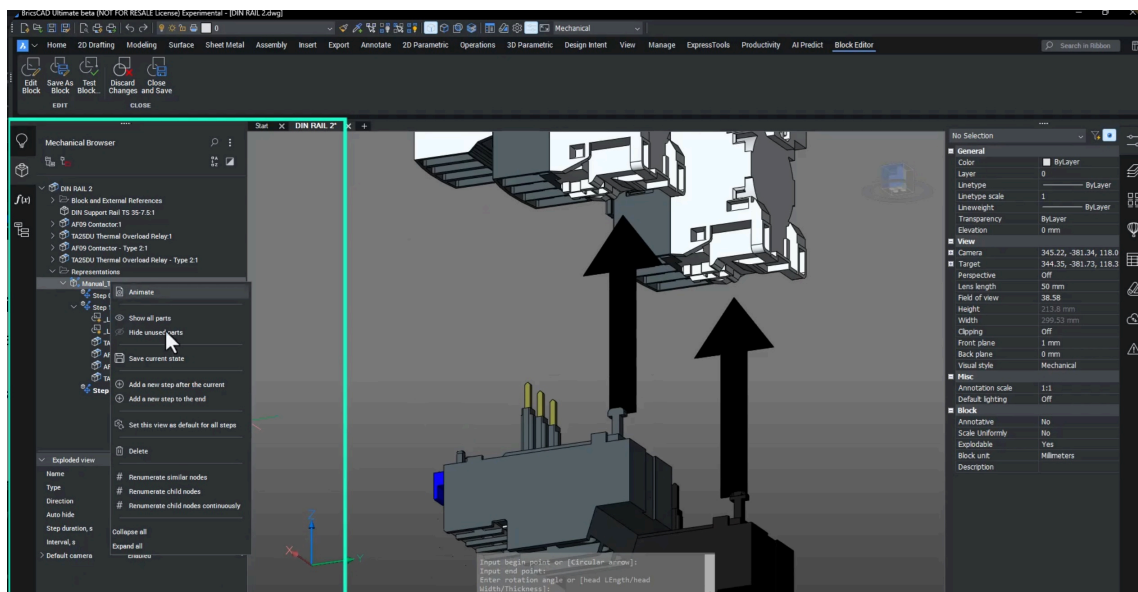 BricsCAD Ultimate beta (NOT FOR RESALE License) Experimental - [DIN RAIL 2.dwg]
0
Mechanical
Home 2D Drafting Modeling Surface Sheet Metal Assembly Insert Export Annotate 2D Parametric Operations 3D Parametric Design Intent View Manage ExpressTools Productivity AI Predict Block Editor
Search in Ribbon
Edit Save As Test Discard Close
Block Block Block... Changes and Save
EDIT CLOSE
Start DIN RAIL 2*
Mechanical Browser
DIN RAIL 2
Block and External References
DIN Support Rail TS 35-7.5:1
AF09 Contactor:1
TA25DU Thermal Overload Relay:1
AF09 Contactor - Type 2:1
TA25DU Thermal Overload Relay - Type 2:1
Representations
Manual_T
Step
Step
Step
Animate
Show all parts
Hide unused parts
Save current state
Add a new step after the current
Add a new step to the end
Set this view as default for all steps
Delete
Renumerate similar nodes
Renumerate child nodes
Renumerate child nodes continuously
Collapse all
Expand all
Exploded view
Name
Type
Direction
Auto hide
Step duration, s
Interval, s
Default camera Enabled
Z
X
Input begin point or [Circular arrow]:
Input end point:
Enter rotation angle or [head LEngth/head
Width/Thickness]:
No Selection
General
Color ByLayer
Layer 0
Linetype ByLayer
Linetype scale 1
Lineweight ByLayer
Transparency ByLayer
Elevation 0 mm
View
Camera 345.22, -381.34, 118.0
Target 344.35, -381.73, 118.3
Perspective Off
Lens length 50 mm
Field of view 38.58
Height 213.8 mm
Width 299.53 mm
Clipping Off
Front plane 1 mm
Back plane 0 mm
Visual style Mechanical
Misc
Annotation scale 1:1
Default lighting Off
Block
Annotative No
Scale Uniformly No
Explodable Yes
Block unit Millimeters
Description